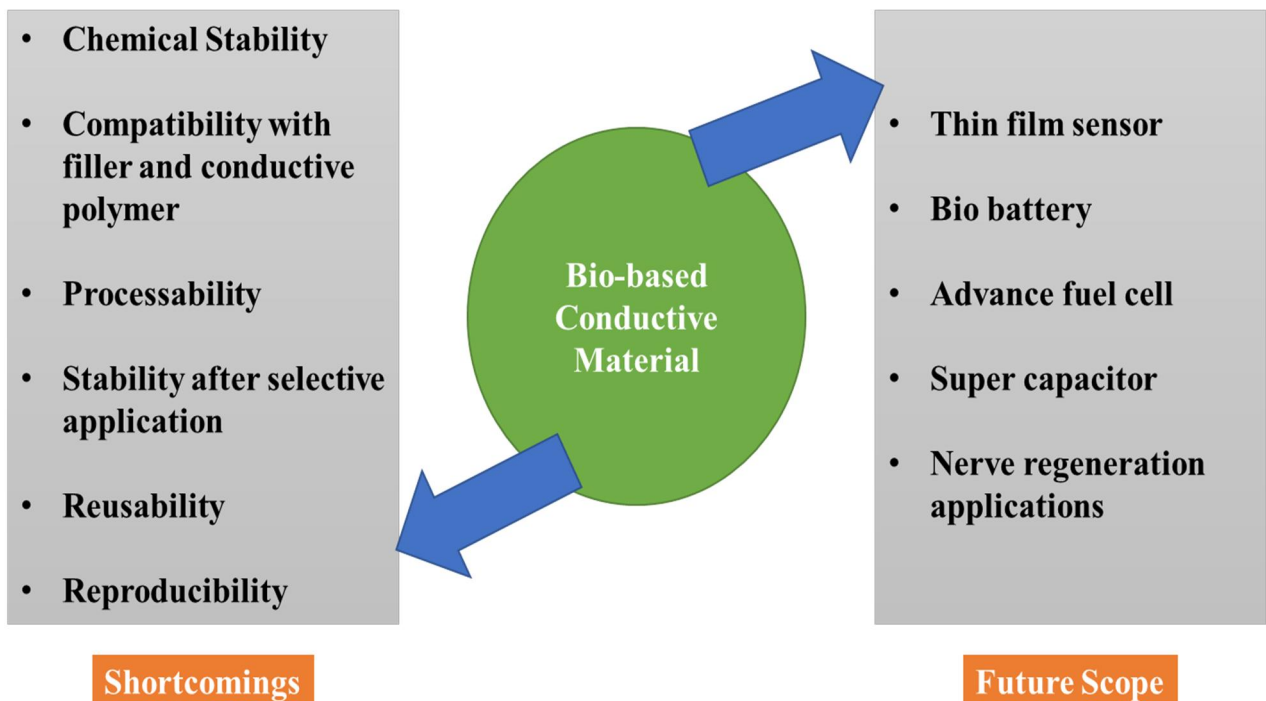 • Chemical Stability
• Compatibility with
filler and conductive
polymer
• Processability
• Stability after selective
application
• Reusability
• Reproducibility
Shortcomings
Bio-based
Conductive
Material
• Thin film sensor
• Bio battery
• Advance fuel cell
• Super capacitor
• Nerve regeneration
applications
Future Scope